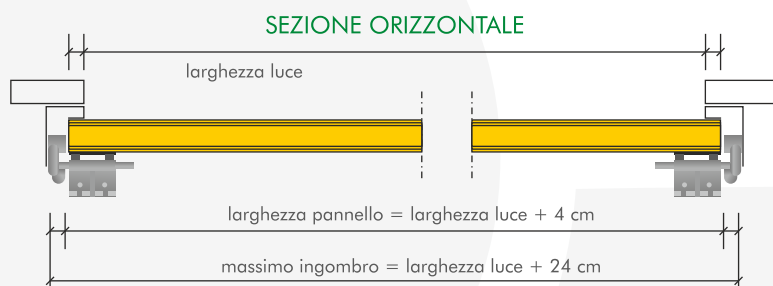 SEZIONE ORIZZONTALE
larghezza luce
larghezza pannello = larghezza luce + 4 cm
massimo ingombro = larghezza luce + 24 cm